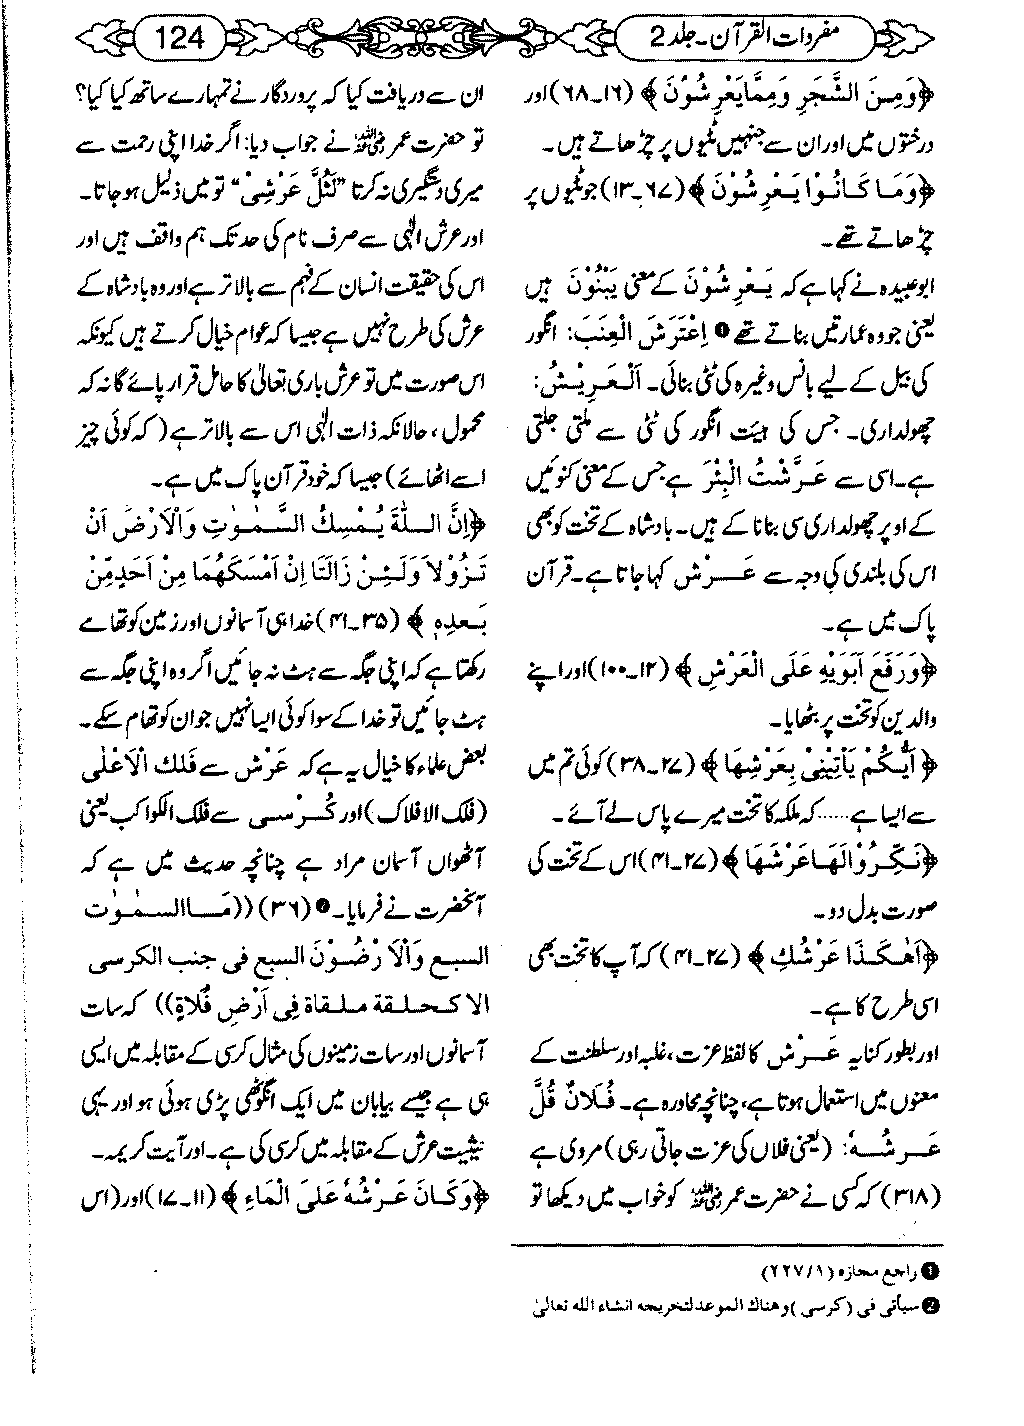 مفردات القرآن۔ جلد 2
124
﴿وَمِنَ الشَّجَرِ وَمِمَّا يَعْرِشُوْنَ﴾ (۱۶۔۶۸) اور
درختوں میں اور ان سے جنہیں ٹٹیوں پر چڑھاتے ہیں۔
﴿وَمَا كَانُوْا يَعْرِشُوْنَ﴾ (۷۔۱۳۷) جو ٹٹیوں پر
چڑھاتے تھے۔
ابوعبیدہ نے کہا ہے کہ يَعْرِشُوْنَ کے معنی يَبْنُوْنَ ہیں
یعنی جو وہ عمارتیں بناتے تھے ❶ اِعْتَرَشَ الْعِنَبَ: انگور
کی بیل کے لیے بانس وغیرہ کی ٹٹی بنائی۔ اَلْعَرِيْشُ:
چھولداری۔ جس کی ہیئت انگور کی ٹٹی سے ملتی جلتی
ہے۔ اسی سے عَرَّشْتُ الْبِئْرَ ہے جس کے معنی کنوئیں
کے اوپر چھولداری سی بنانا کے ہیں۔ بادشاہ کے تخت کو بھی
اس کی بلندی کی وجہ سے عَرْش کہا جاتا ہے۔ قرآن
پاک میں ہے۔
﴿وَرَفَعَ اَبَوَيْهِ عَلَى الْعَرْشِ﴾ (۱۲۔۱۰۰) اور اپنے
والدین کو تخت پر بٹھایا۔
﴿اَيُّكُمْ يَأْتِيْنِيْ بِعَرْشِهَا﴾ (۲۷۔۳۸) کوئی تم میں
سے ایسا ہے ...... کہ ملکہ کا تخت میرے پاس لے آئے۔
﴿نَكِّرُوْا لَهَا عَرْشَهَا﴾ (۲۷۔۴۱) اس کے تخت کی
صورت بدل دو۔
﴿اَهٰكَذَا عَرْشُكِ﴾ (۲۷۔۴۱) کہ آپ کا تخت بھی
اسی طرح کا ہے۔
اور بطور کنایہ عَرْش کا لفظ عزت، غلبہ اور سلطنت کے
معنوں میں استعمال ہوتا ہے، چنانچہ محاورہ ہے۔ فُلَانٌ قُلَّ
عَرْشُهٗ: (یعنی فلاں کی عزت جاتی رہی) مروی ہے
(۳۱۸) کہ کسی نے حضرت عمر ؓ کو خواب میں دیکھا تو
❶ راجع مجازه (۱/۲۲۷)
❷ سیأتی فی (کرسی) وهناك الموعد لتخریجه انشاء الله تعالیٰ
ان سے دریافت کیا کہ پروردگار نے تمہارے ساتھ کیا کیا؟
تو حضرت عمر ؓ نے جواب دیا: اگر خدا اپنی رحمت سے
میری دستگیری نہ کرتا ”لَثُلَّ عَرْشِیْ“ تو میں ذلیل ہو جاتا۔
اور عرش الٰہی سے صرف نام کی حد تک ہم واقف ہیں اور
اس کی حقیقت انسان کے فہم سے بالاتر ہے اور وہ بادشاہ کے
عرش کی طرح نہیں ہے جیسا کہ عوام خیال کرتے ہیں کیونکہ
اس صورت میں تو عرش باری تعالیٰ کا حامل قرار پائے گا نہ کہ
محمول، حالانکہ ذات الٰہی اس سے بالاتر ہے (کہ کوئی چیز
اسے اٹھائے) جیسا کہ خود قرآن پاک میں ہے۔
﴿اِنَّ اللّٰهَ يُمْسِكُ السَّمٰوٰتِ وَالْاَرْضَ اَنْ
تَزُوْلَا وَلَئِنْ زَالَتَا اِنْ اَمْسَكَهُمَا مِنْ اَحَدٍ مِّنْ
بَعْدِهٖ﴾ (۳۵۔۴۱) خدا ہی آسمانوں اور زمین کو تھامے
رکھتا ہے کہ اپنی جگہ سے ہٹ نہ جائیں اگر وہ اپنی جگہ سے
ہٹ جائیں تو خدا کے سوا کوئی ایسا نہیں جو ان کو تھام سکے۔
بعض علماء کا خیال یہ ہے کہ عَرْش سے فَلَكُ الْاَعْلٰی
(فلک الافلاک) اور كُرْسِی سے فلک الکواکب یعنی
آٹھواں آسمان مراد ہے چنانچہ حدیث میں ہے کہ
آنحضرت نے فرمایا۔ ❷ (۳۶) ((مَا السمٰوٰت
السبع وَالْاَرْضُوْنَ السبع فی جنب الکرسی
الا کحلقة ملقاة فِی اَرْضٍ فُلَاةٍ)) کہ سات
آسمانوں اور سات زمینوں کی مثال کرسی کے مقابلہ میں ایسی
ہی ہے جیسے بیابان میں ایک انگوٹھی پڑی ہوئی ہو اور یہی
حیثیت عرش کے مقابلہ میں کرسی کی ہے۔ اور آیت کریمہ۔
﴿وَكَانَ عَرْشُهٗ عَلَى الْمَاءِ﴾ (۱۱۔۱۷) اور (اس